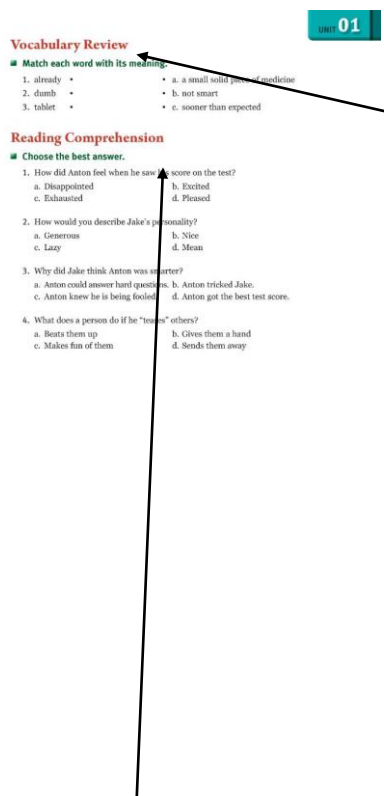 UNIT 01
Vocabulary Review
Match each word with its meaning.
1. already • • a. a small solid piece of medicine
2. dumb • • b. not smart
3. tablet • • c. sooner than expected
Reading Comprehension
Choose the best answer.
1. How did Anton feel when he saw his score on the test?
a. Disappointed b. Excited
c. Exhausted d. Pleased
2. How would you describe Jake's personality?
a. Generous b. Nice
c. Lazy d. Mean
3. Why did Jake think Anton was smarter?
a. Anton could answer hard questions. b. Anton tricked Jake.
c. Anton knew he is being fooled. d. Anton got the best test score.
4. What does a person do if he "teases" others?
a. Beats them up b. Gives them a hand
c. Makes fun of them d. Sends them away